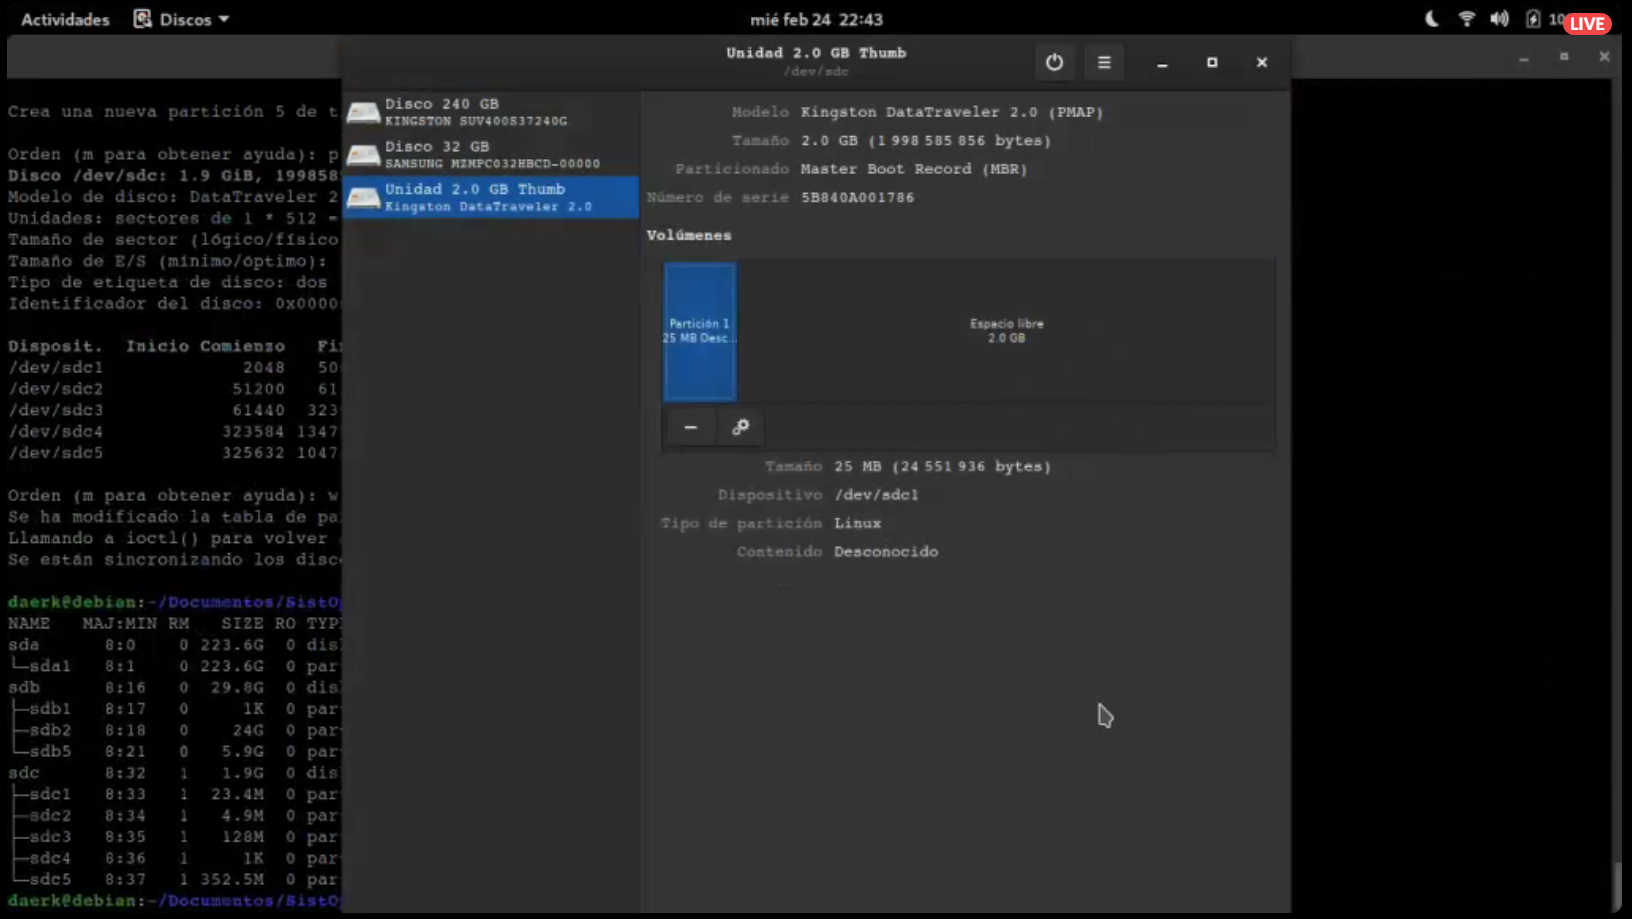 Actividades Discos mié feb 24 22:43 LIVE
Unidad 2.0 GB Thumb
/dev/sdc
Disco 240 GB
KINGSTON SUV400S37240G
Disco 32 GB
SAMSUNG MZMPC032HBCD-00000
Unidad 2.0 GB Thumb
Kingston DataTraveler 2.0
Modelo Kingston DataTraveler 2.0 (PMAP)
Tamaño 2.0 GB (1 998 585 856 bytes)
Particionado Master Boot Record (MBR)
Número de serie 5B840A001786
Volúmenes
Partición 1
25 MB Desc...
Espacio libre
2.0 GB
Tamaño 25 MB (24 551 936 bytes)
Dispositivo /dev/sdc1
Tipo de partición Linux
Contenido Desconocido
Crea una nueva partición 5 de t
Orden (m para obtener ayuda): p
Disco /dev/sdc: 1.9 GiB, 199858
Modelo de disco: DataTraveler 2
Unidades: sectores de 1 * 512 =
Tamaño de sector (lógico/físico
Tamaño de E/S (mínimo/óptimo):
Tipo de etiqueta de disco: dos
Identificador del disco: 0x0000
Disposit. Inicio Comienzo Fi
/dev/sdc1 2048 50
/dev/sdc2 51200 61
/dev/sdc3 61440 323
/dev/sdc4 323584 1347
/dev/sdc5 325632 1047
Orden (m para obtener ayuda): w
Se ha modificado la tabla de pa
Llamando a ioctl() para volver
Se están sincronizando los disc
daerk@debian:~/Documentos/SistO
NAME MAJ:MIN RM SIZE RO TYP
sda 8:0 0 223.6G 0 dis
└─sda1 8:1 0 223.6G 0 par
sdb 8:16 0 29.8G 0 dis
├─sdb1 8:17 0 1K 0 par
├─sdb2 8:18 0 24G 0 par
└─sdb5 8:21 0 5.9G 0 par
sdc 8:32 1 1.9G 0 dis
├─sdc1 8:33 1 23.4M 0 par
├─sdc2 8:34 1 4.9M 0 par
├─sdc3 8:35 1 128M 0 par
├─sdc4 8:36 1 1K 0 par
└─sdc5 8:37 1 352.5M 0 par
daerk@debian:~/Documentos/SistO